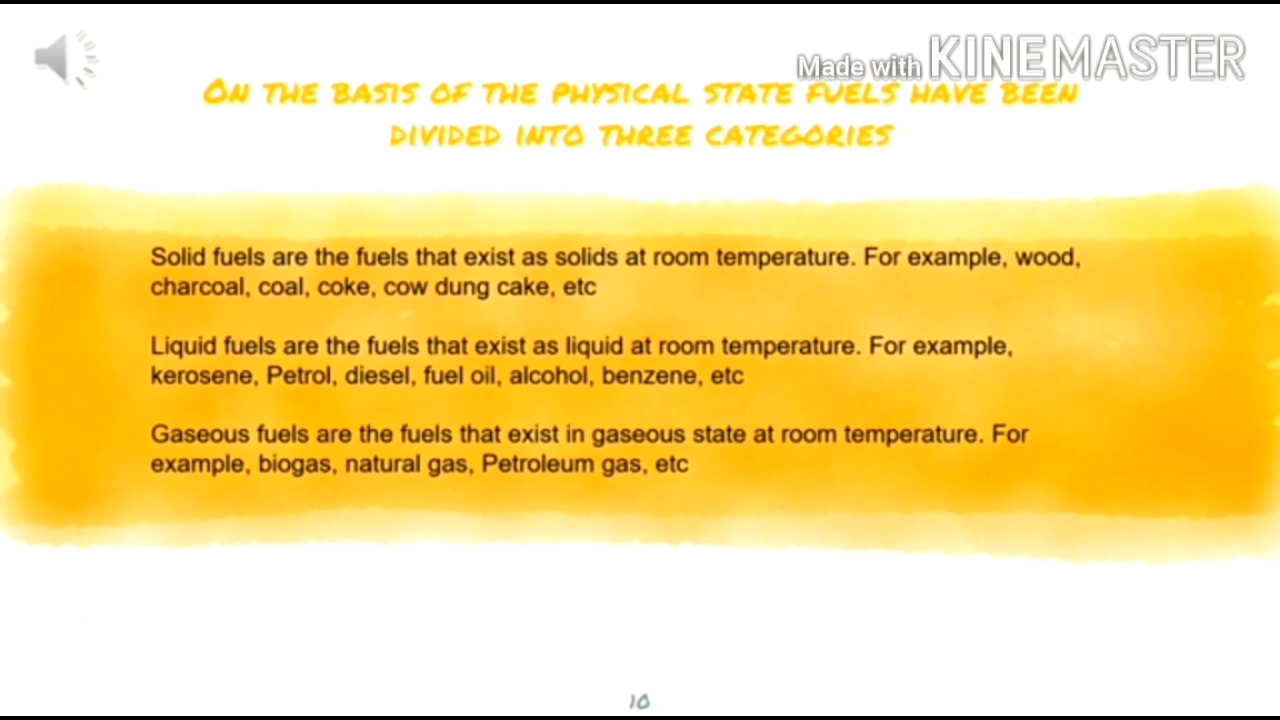 Made with KINEMASTER
ON THE BASIS OF THE PHYSICAL STATE FUELS HAVE BEEN
DIVIDED INTO THREE CATEGORIES
Solid fuels are the fuels that exist as solids at room temperature. For example, wood,
charcoal, coal, coke, cow dung cake, etc
Liquid fuels are the fuels that exist as liquid at room temperature. For example,
kerosene, Petrol, diesel, fuel oil, alcohol, benzene, etc
Gaseous fuels are the fuels that exist in gaseous state at room temperature. For
example, biogas, natural gas, Petroleum gas, etc
10